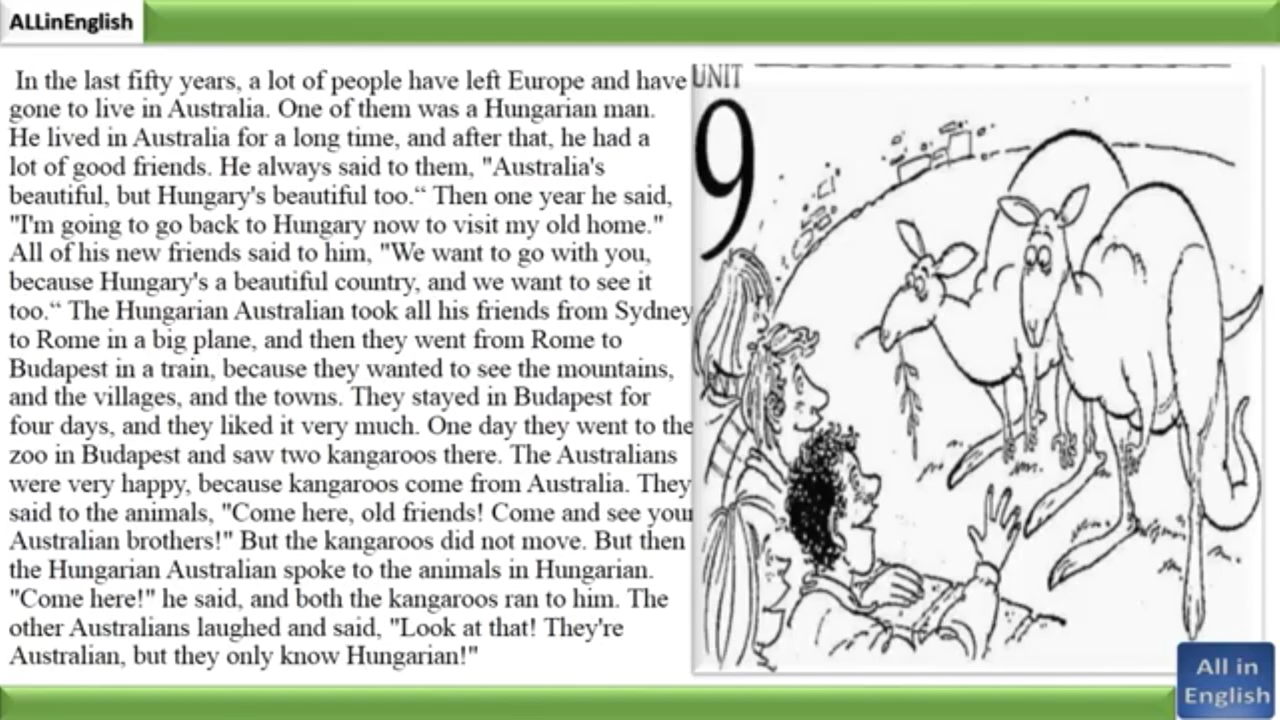 ALLinEnglish
In the last fifty years, a lot of people have left Europe and have
gone to live in Australia. One of them was a Hungarian man.
He lived in Australia for a long time, and after that, he had a
lot of good friends. He always said to them, "Australia's
beautiful, but Hungary's beautiful too.“ Then one year he said,
"I'm going to go back to Hungary now to visit my old home."
All of his new friends said to him, "We want to go with you,
because Hungary's a beautiful country, and we want to see it
too.“ The Hungarian Australian took all his friends from Sydney
to Rome in a big plane, and then they went from Rome to
Budapest in a train, because they wanted to see the mountains,
and the villages, and the towns. They stayed in Budapest for
four days, and they liked it very much. One day they went to the
zoo in Budapest and saw two kangaroos there. The Australians
were very happy, because kangaroos come from Australia. They
said to the animals, "Come here, old friends! Come and see your
Australian brothers!" But the kangaroos did not move. But then
the Hungarian Australian spoke to the animals in Hungarian.
"Come here!" he said, and both the kangaroos ran to him. The
other Australians laughed and said, "Look at that! They're
Australian, but they only know Hungarian!"
UNIT
9
All in
English